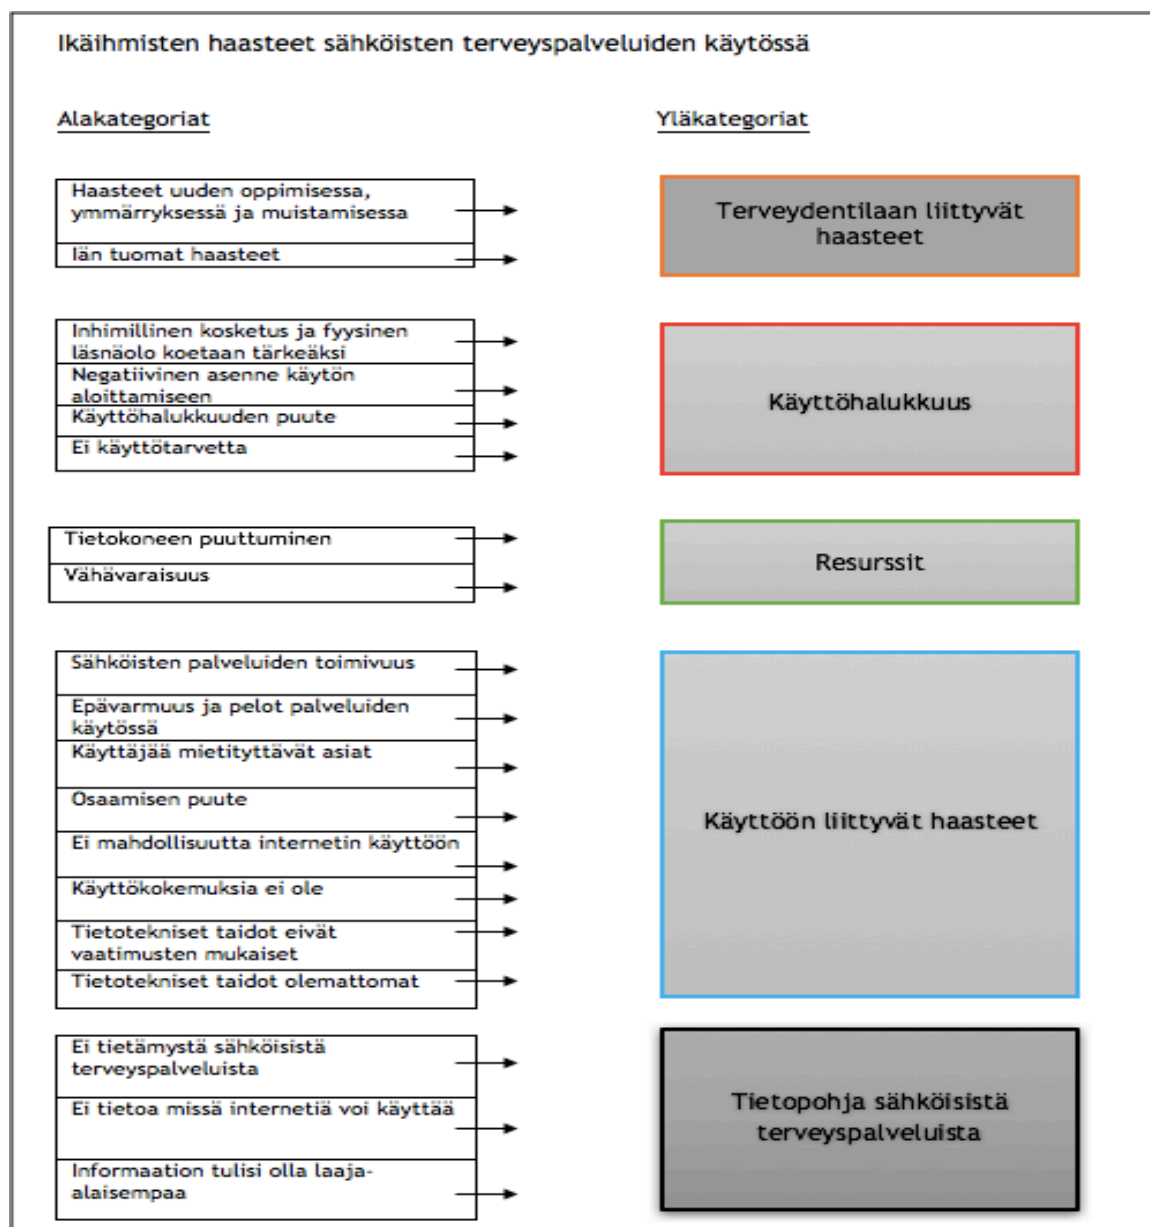 Ikäihmisten haasteet sähköisten terveyspalveluiden käytössä
Alakategoriat
Yläkategoriat
Haasteet uuden oppimisessa,
ymmärryksessä ja muistamisessa
Iän tuomat haasteet
Terveydentilaan liittyvät
haasteet
Inhimillinen kosketus ja fyysinen
läsnäolo koetaan tärkeäksi
Negatiivinen asenne käytön
aloittamiseen
Käyttöhalukkuuden puute
Ei käyttötarvetta
Käyttöhalukkuus
Tietokoneen puuttuminen
Vähävaraisuus
Resurssit
Sähköisten palveluiden toimivuus
Epävarmuus ja pelot palveluiden
käytössä
Käyttäjää mietityttävät asiat
Osaamisen puute
Ei mahdollisuutta internetin käyttöön
Käyttökokemuksia ei ole
Tietotekniset taidot eivät
vaatimusten mukaiset
Tietotekniset taidot olemattomat
Käyttöön liittyvät haasteet
Ei tietämystä sähköisistä
terveyspalveluista
Ei tietoa missä internetiä voi käyttää
Informaation tulisi olla laaja-
alaisempaa
Tietopohja sähköisistä
terveyspalveluista